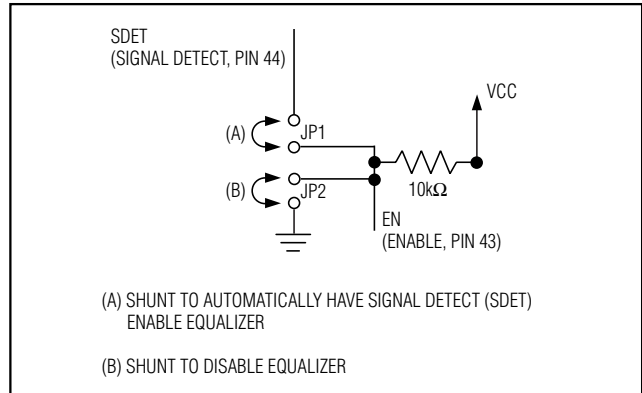 SDET
(SIGNAL DETECT, PIN 44)
VCC
(A)
JP1
(B)
JP2
10kΩ
EN
(ENABLE, PIN 43)
(A) SHUNT TO AUTOMATICALLY HAVE SIGNAL DETECT (SDET)
ENABLE EQUALIZER
(B) SHUNT TO DISABLE EQUALIZER